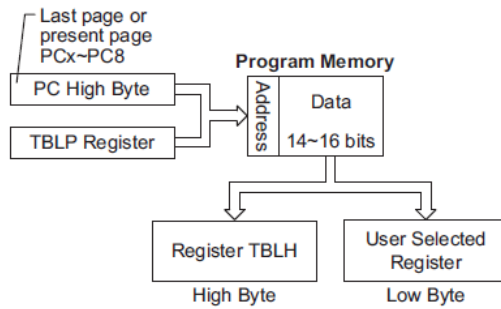 Last page or
present page
PCx~PC8
PC High Byte
TBLP Register
Program Memory
Address
Data
14~16 bits
Register TBLH
High Byte
User Selected
Register
Low Byte